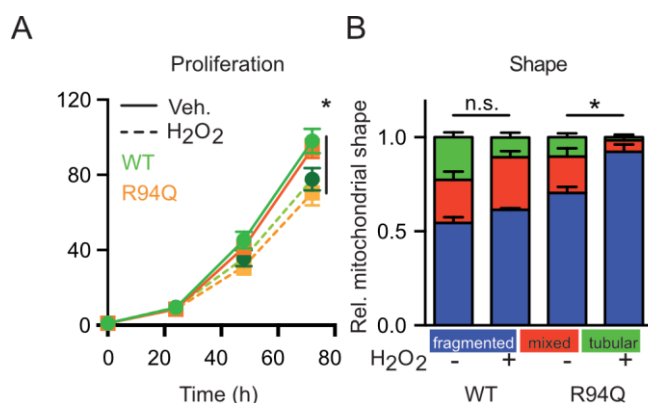 A
Proliferation
120
80
40
0
0 20 40 60 80
Time (h)
Veh.
H2O2
WT
R94Q
*
B
Shape
n.s.
*
Rel. mitochondrial shape
1.0
0.5
0.0
fragmented mixed tubular
H2O2 - + - +
WT R94Q